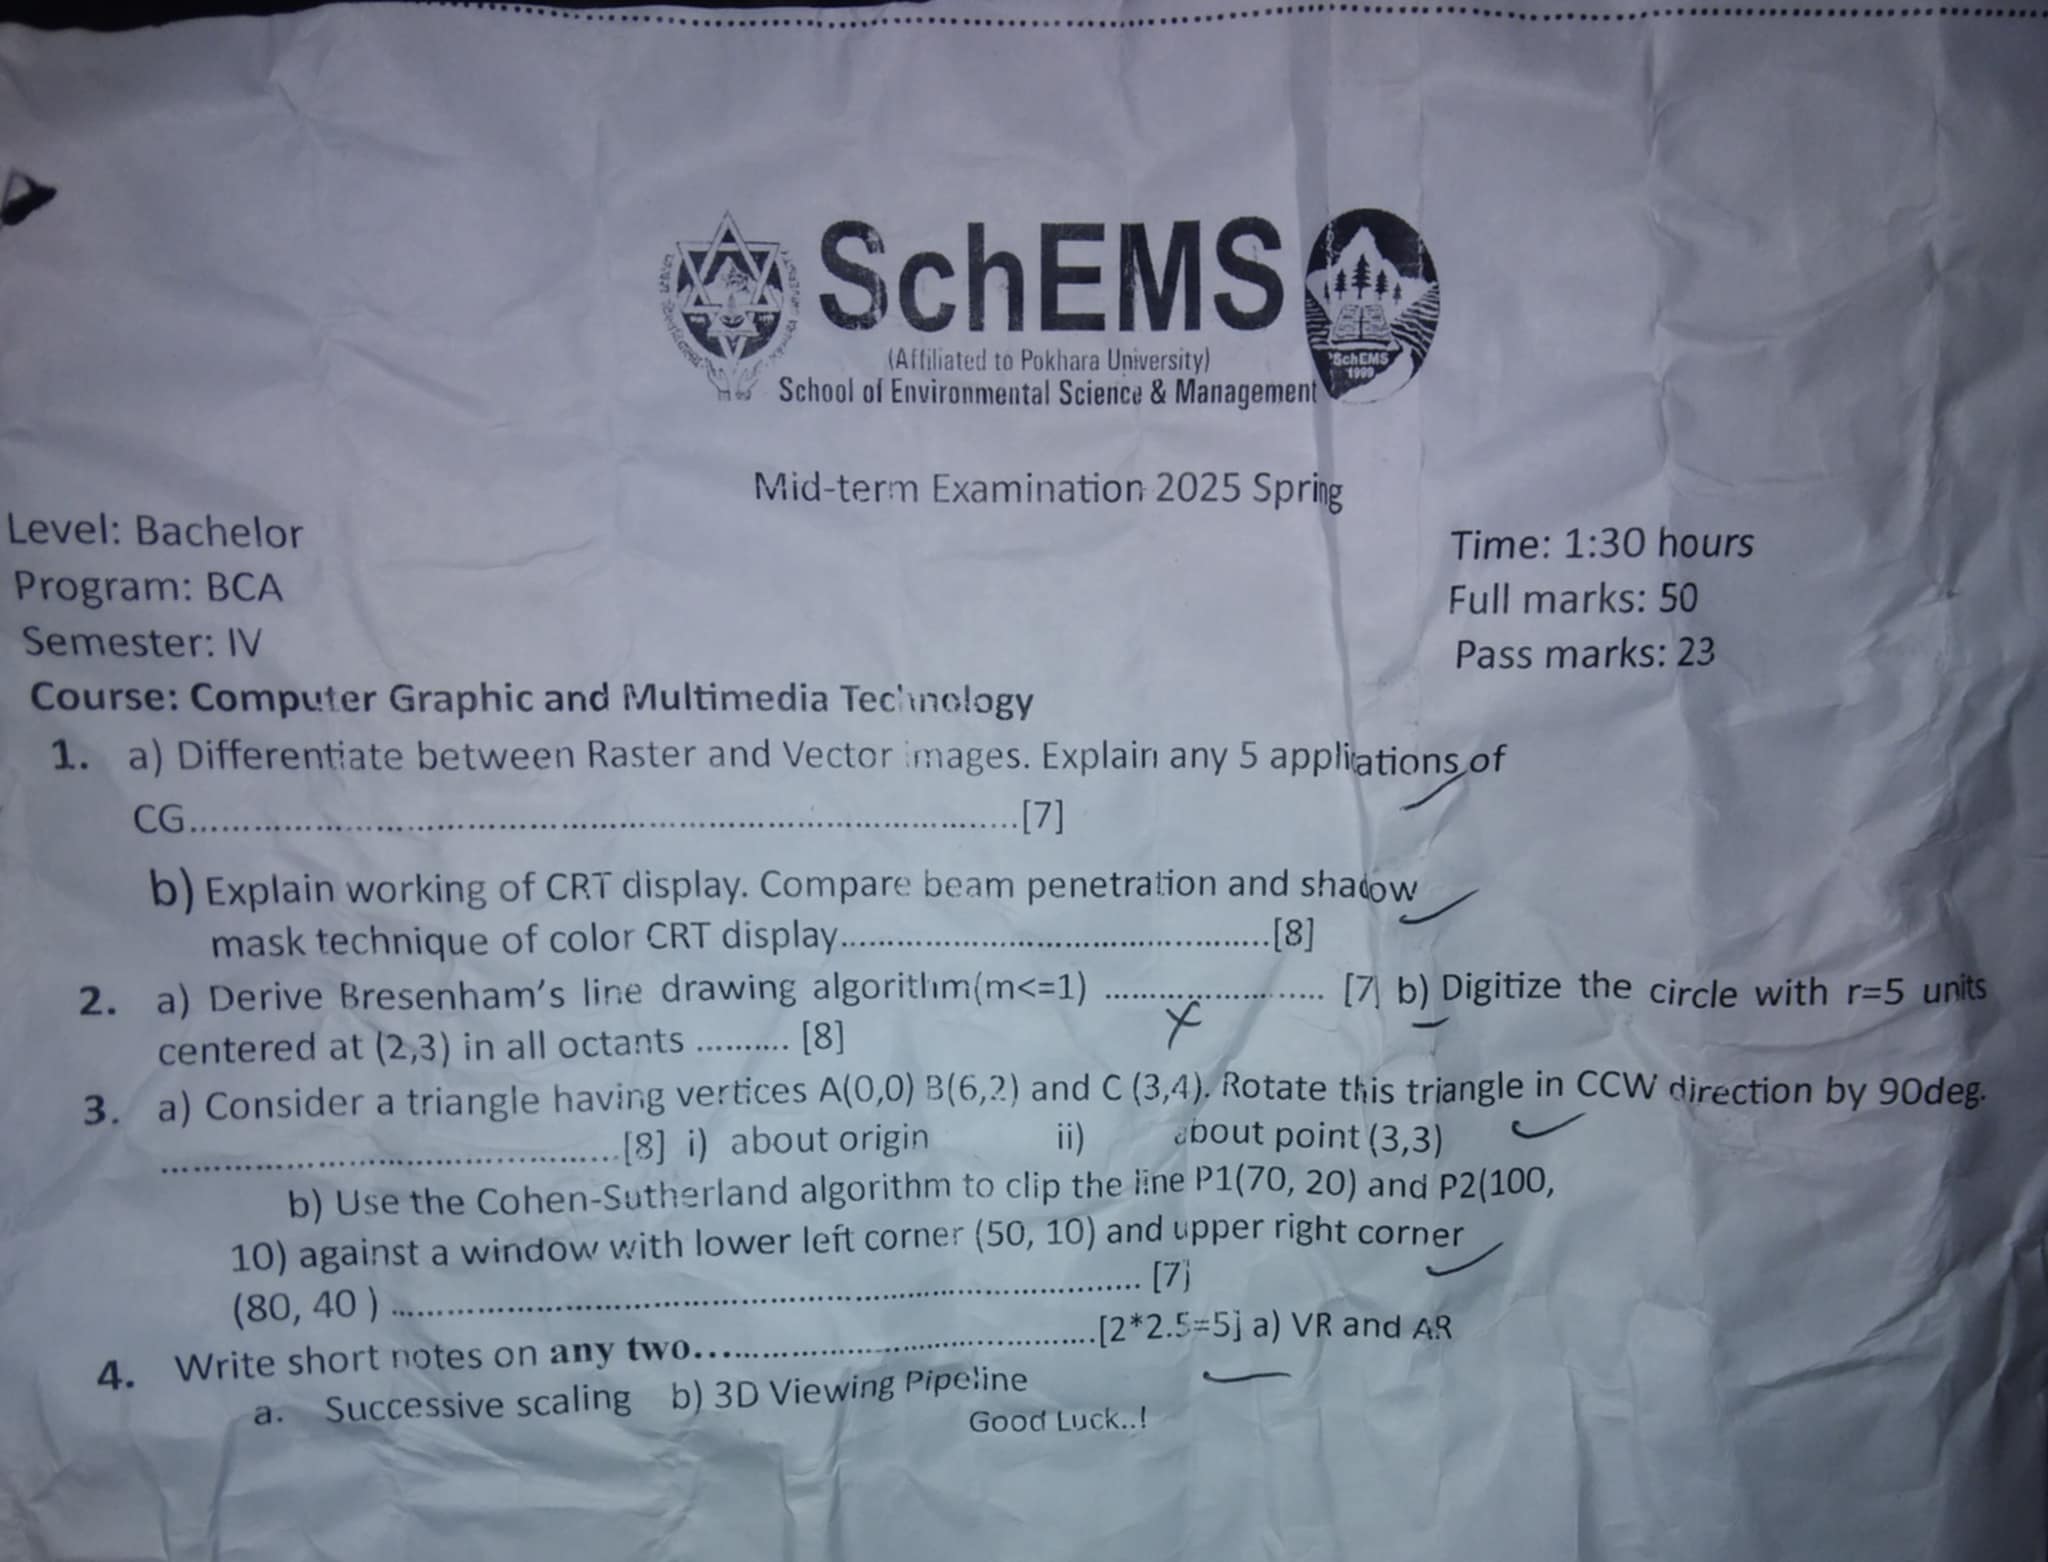 SchEMS
(Affiliated to Pokhara University)
School of Environmental Science & Management
SchEMS
1999
Mid-term Examination 2025 Spring
Level: Bachelor
Time: 1:30 hours
Program: BCA
Full marks: 50
Semester: IV
Pass marks: 23
Course: Computer Graphic and Multimedia Technology
1. a) Differentiate between Raster and Vector images. Explain any 5 appliations of
CG..........................................................................................[7]
b) Explain working of CRT display. Compare beam penetration and shadow
mask technique of color CRT display.............................................[8]
2. a) Derive Bresenham's line drawing algorithm(m<=1) ........................ [7] b) Digitize the circle with r=5 units
centered at (2,3) in all octants .......... [8]
3. a) Consider a triangle having vertices A(0,0) B(6,2) and C (3,4). Rotate this triangle in CCW direction by 90deg.
................................................[8] i) about origin ii) about point (3,3)
b) Use the Cohen-Sutherland algorithm to clip the line P1(70, 20) and P2(100,
10) against a window with lower left corner (50, 10) and upper right corner
(80, 40 ) ................................................................................ [7]
4. Write short notes on any two..........................................[2*2.5=5] a) VR and AR
a. Successive scaling b) 3D Viewing Pipeline
Good Luck..!